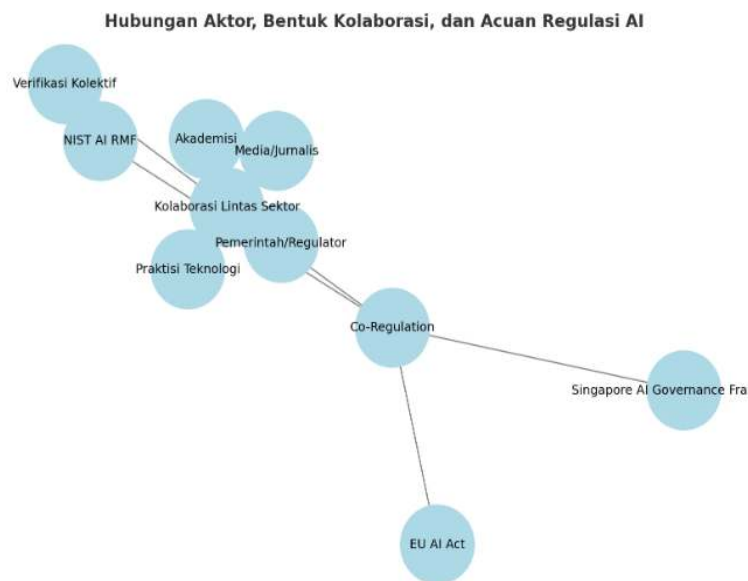 Hubungan Aktor, Bentuk Kolaborasi, dan Acuan Regulasi AI
Verifikasi Kolektif
NIST AI RMF
Akademisi
Media/Jurnalis
Kolaborasi Lintas Sektor
Pemerintah/Regulator
Praktisi Teknologi
Co-Regulation
Singapore AI Governance Fra
EU AI Act